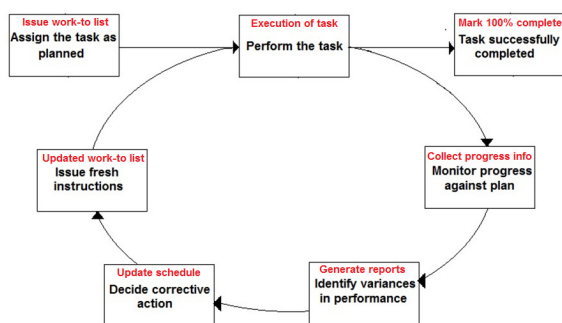 Issue work-to list
Assign the task as
planned
Execution of task
Perform the task
Mark 100% complete
Task successfully
completed
Updated work-to list
Issue fresh
instructions
Collect progress info
Monitor progress
against plan
Update schedule
Decide corrective
action
Generate reports
Identify variances
in performance